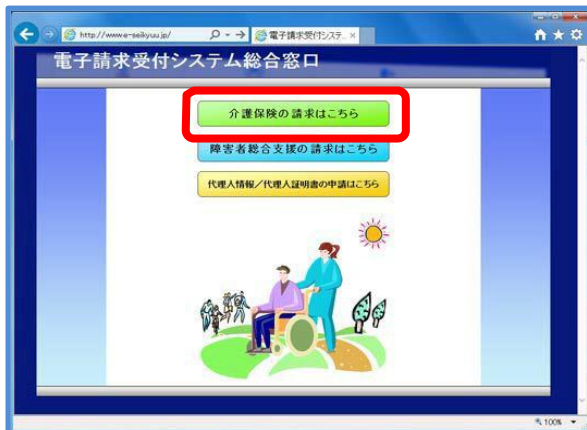 http://www.e-seikyuu.jp/
電子請求受付システ... ×
電子請求受付システム総合窓口
介護保険の請求はこちら
障害者総合支援の請求はこちら
代理人情報／代理人証明書の申請はこちら
100%